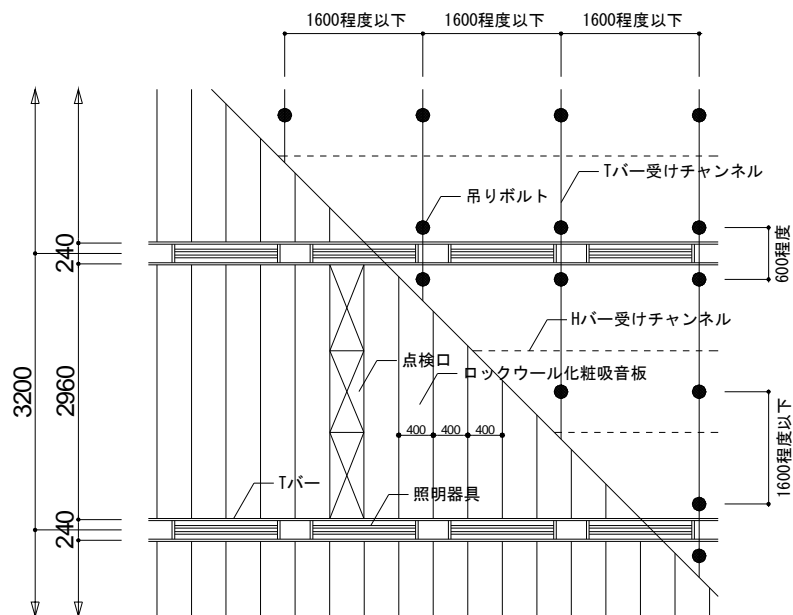 1600程度以下
1600程度以下
1600程度以下
Tバー受けチャンネル
吊りボルト
240
600程度
Hバー受けチャンネル
点検口
ロックウール化粧吸音板
3200
2960
400
400
400
1600程度以下
Tバー
照明器具
240